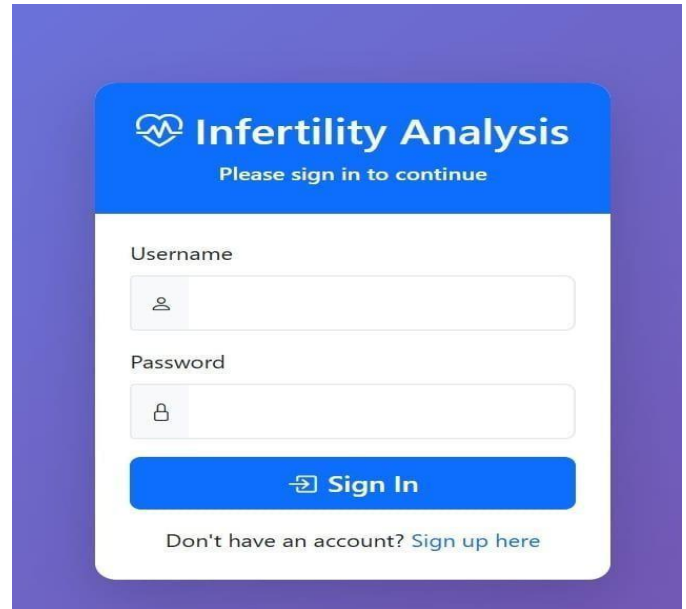 Infertility Analysis
Please sign in to continue
Username
Password
Sign In
Don't have an account? Sign up here